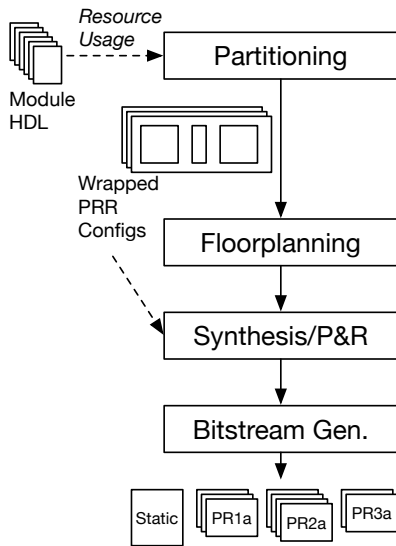 Resource
Usage
Partitioning
Module
HDL
Wrapped
PRR
Configs
Floorplanning
Synthesis/P&R
Bitstream Gen.
Static
PR1a
PR2a
PR3a